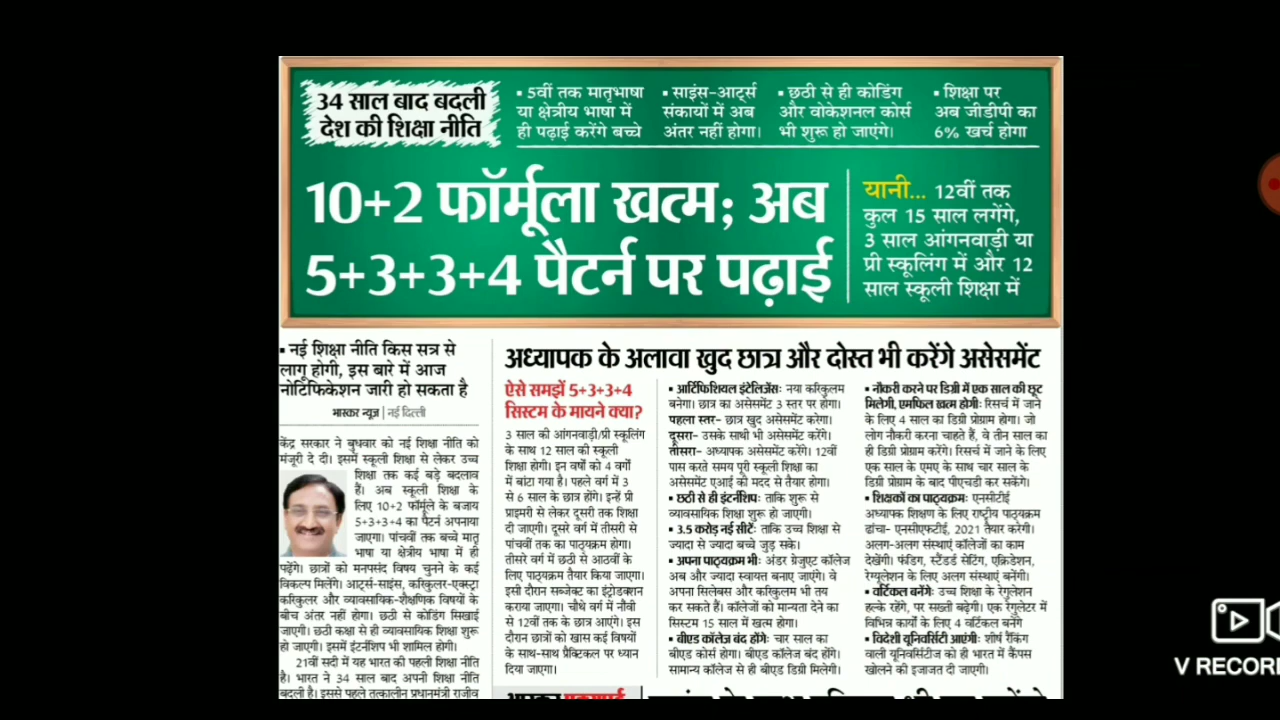 34 साल बाद बदली
देश की शिक्षा नीति
▪ 5वीं तक मातृभाषा
या क्षेत्रीय भाषा में
ही पढ़ाई करेंगे बच्चे
▪ साइंस-आर्ट्स
संकायों में अब
अंतर नहीं होगा।
▪ छठी से ही कोडिंग
और वोकेशनल कोर्स
भी शुरू हो जाएंगे।
▪ शिक्षा पर
अब जीडीपी का
6% खर्च होगा
10+2 फॉर्मूला खत्म; अब
5+3+3+4 पैटर्न पर पढ़ाई
यानी... 12वीं तक
कुल 15 साल लगेंगे,
3 साल आंगनवाड़ी या
प्री स्कूलिंग में और 12
साल स्कूली शिक्षा में
▪ नई शिक्षा नीति किस सत्र से
लागू होगी, इस बारे में आज
नोटिफिकेशन जारी हो सकता है
भास्कर न्यूज | नई दिल्ली
केंद्र सरकार ने बुधवार को नई शिक्षा नीति को
मंजूरी दे दी। इसमें स्कूली शिक्षा से लेकर उच्च
शिक्षा तक कई बड़े बदलाव
हैं। अब स्कूली शिक्षा के
लिए 10+2 फॉर्मूले के बजाय
5+3+3+4 का पैटर्न अपनाया
जाएगा। पांचवीं तक बच्चे मातृ
भाषा या क्षेत्रीय भाषा में ही
पढ़ेंगे। छात्रों को मनपसंद विषय चुनने के कई
विकल्प मिलेंगे। आर्ट्स-साइंस, करिकुलर-एक्स्ट्रा
करिकुलर और व्यावसायिक-शैक्षणिक विषयों के
बीच अंतर नहीं होगा। छठी से कोडिंग सिखाई
जाएगी। छठी कक्षा से ही व्यावसायिक शिक्षा शुरू
हो जाएगी। इसमें इंटर्नशिप भी शामिल होगी।
21वीं सदी में यह भारत की पहली शिक्षा नीति
है। भारत ने 34 साल बाद अपनी शिक्षा नीति
बदली है। इससे पहले तत्कालीन प्रधानमंत्री राजीव
अध्यापक के अलावा खुद छात्र और दोस्त भी करेंगे असेसमेंट
ऐसे समझें 5+3+3+4
सिस्टम के मायने क्या?
3 साल की आंगनवाड़ी/प्री स्कूलिंग
के साथ 12 साल की स्कूली
शिक्षा होगी। इन वर्षों को 4 वर्गों
में बांटा गया है। पहले वर्ग में 3
से 6 साल के छात्र होंगे। इन्हें प्री
प्राइमरी से लेकर दूसरी तक शिक्षा
दी जाएगी। दूसरे वर्ग में तीसरी से
पांचवीं तक का पाठ्यक्रम होगा।
तीसरे वर्ग में छठी से आठवीं के
लिए पाठ्यक्रम तैयार किया जाएगा।
इसी दौरान सब्जेक्ट का इंट्रोडक्शन
कराया जाएगा। चौथे वर्ग में नौवीं
से 12वीं तक के छात्र आएंगे। इस
दौरान छात्रों को खास कई विषयों
के साथ-साथ प्रैक्टिकल पर ध्यान
दिया जाएगा।
▪ आर्टिफिशियल इंटेलिजेंस: नया करिकुलम
बनेगा। छात्र का असेसमेंट 3 स्तर पर होगा।
पहला स्तर- छात्र खुद असेसमेंट करेगा।
दूसरा- उसके साथी भी असेसमेंट करेंगे।
तीसरा- अध्यापक असेसमेंट करेंगे। 12वीं
पास करते समय पूरी स्कूली शिक्षा का
असेसमेंट एआई की मदद से तैयार होगा।
▪ छठी से ही इंटर्नशिप: ताकि शुरू से
व्यावसायिक शिक्षा शुरू हो जाएगी।
▪ 3.5 करोड़ नई सीटें: ताकि उच्च शिक्षा से
ज्यादा से ज्यादा बच्चे जुड़ सके।
▪ अपना पाठ्यक्रम भी: अंडर ग्रेजुएट कॉलेज
अब और ज्यादा स्वायत बनाए जाएंगे। वे
अपना सिलेबस और करिकुलम भी तय
कर सकते हैं। कॉलेजों को मान्यता देने का
सिस्टम 15 साल में खत्म होगा।
▪ बीएड कॉलेज बंद होंगे: चार साल का
बीएड कोर्स होगा। बीएड कॉलेज बंद होंगे।
सामान्य कॉलेज से ही बीएड डिग्री मिलेगी।
▪ नौकरी करने पर डिग्री में एक साल की छूट
मिलेगी, एमफिल खत्म होगी: रिसर्च में जाने
के लिए 4 साल का डिग्री प्रोग्राम होगा। जो
लोग नौकरी करना चाहते हैं, वे तीन साल का
ही डिग्री प्रोग्राम करेंगे। रिसर्च में जाने के लिए
एक साल के एमए के साथ चार साल के
डिग्री प्रोग्राम के बाद पीएचडी कर सकेंगे।
▪ शिक्षकों का पाठ्यक्रम: एनसीटीई
अध्यापक शिक्षण के लिए राष्ट्रीय पाठ्यक्रम
ढांचा- एनसीएफटीई, 2021 तैयार करेगी।
अलग-अलग संस्थाएं कॉलेजों का काम
देखेंगी। फंडिंग, स्टैंडर्ड सेटिंग, एक्रिडेशन,
रेग्युलेशन के लिए अलग संस्थाएं बनेंगी।
▪ वर्टिकल बनेंगे: उच्च शिक्षा के रेगुलेशन
हल्के रहेंगे, पर सख्ती बढ़ेगी। एक रेगुलेटर में
विभिन्न कार्यों के लिए 4 वर्टिकल बनेंगे
▪ विदेशी यूनिवर्सिटी आएंगी: शीर्ष रैंकिंग
वाली यूनिवर्सिटीज को ही भारत में कैंपस
खोलने की इजाजत दी जाएगी।
V RECOR